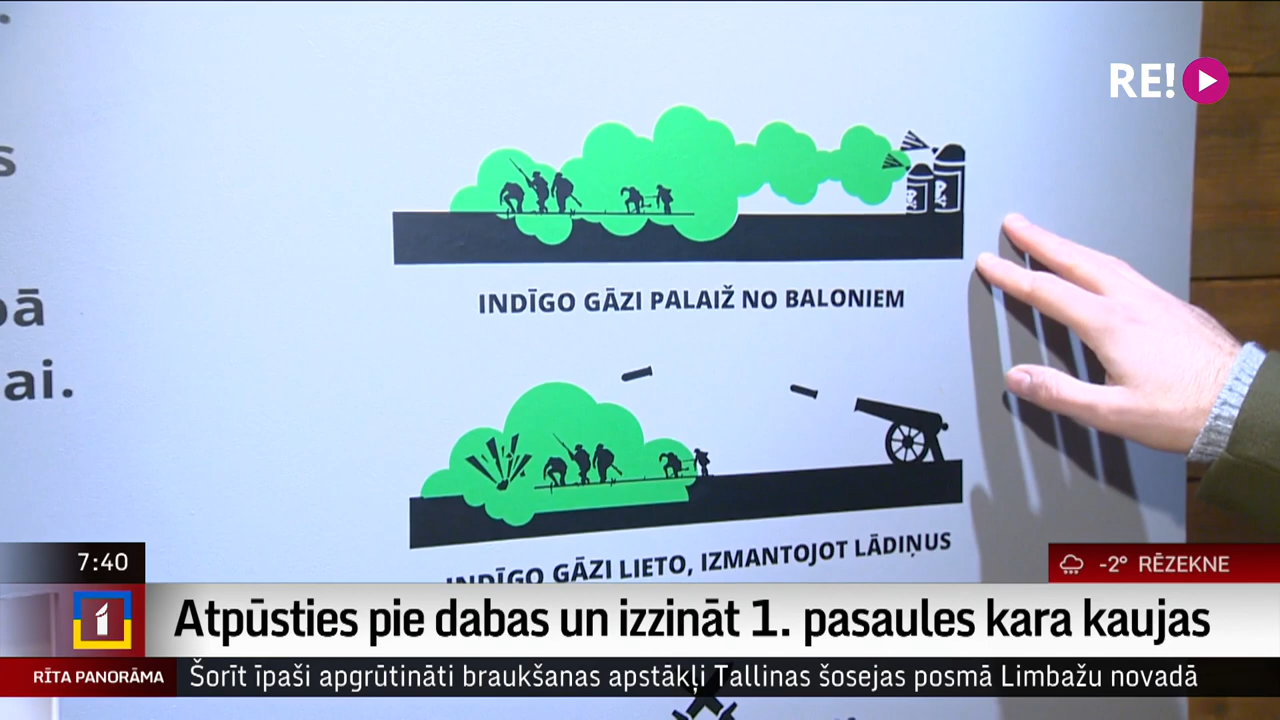 RE!
INDĪGO GĀZI PALAIŽ NO BALONIEM
INDĪGO GĀZI LIETO, IZMANTOJOT LĀDIŅUS
7:40
-2° RĒZEKNE
1
Atpūsties pie dabas un izzināt 1. pasaules kara kaujas
RĪTA PANORĀMA
Šorīt īpaši apgrūtināti braukšanas apstākļi Tallinas šosejas posmā Limbažu novadā